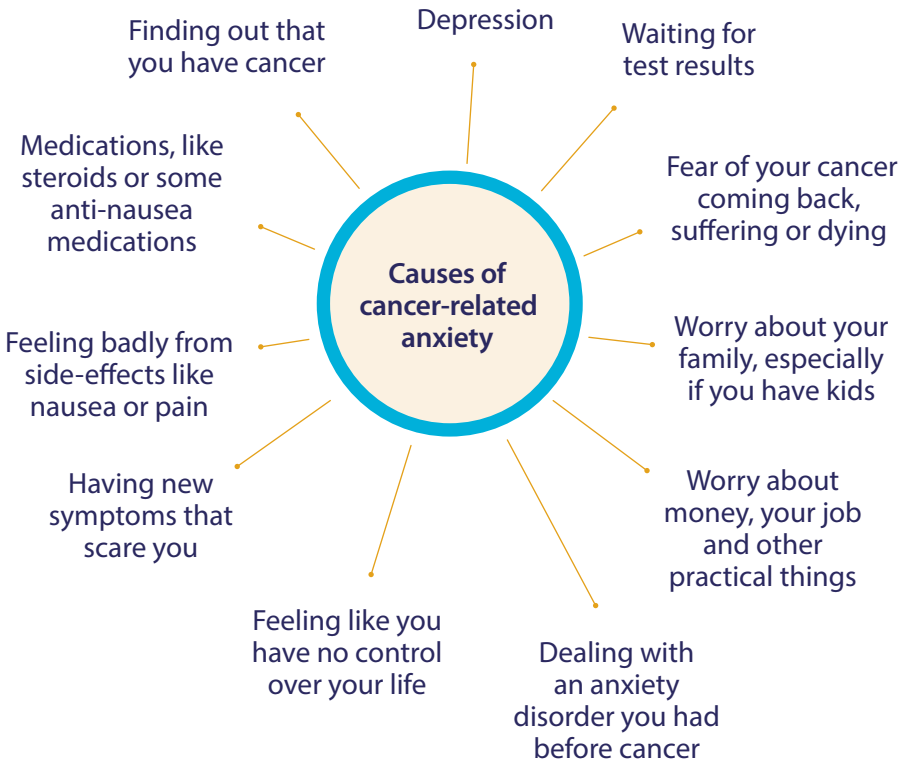 Causes of
cancer-related
anxiety
Depression
Waiting for
test results
Fear of your cancer
coming back,
suffering or dying
Worry about your
family, especially
if you have kids
Worry about
money, your job
and other
practical things
Dealing with
an anxiety
disorder you had
before cancer
Feeling like you
have no control
over your life
Having new
symptoms that
scare you
Feeling badly from
side-effects like
nausea or pain
Medications, like
steroids or some
anti-nausea
medications
Finding out that
you have cancer